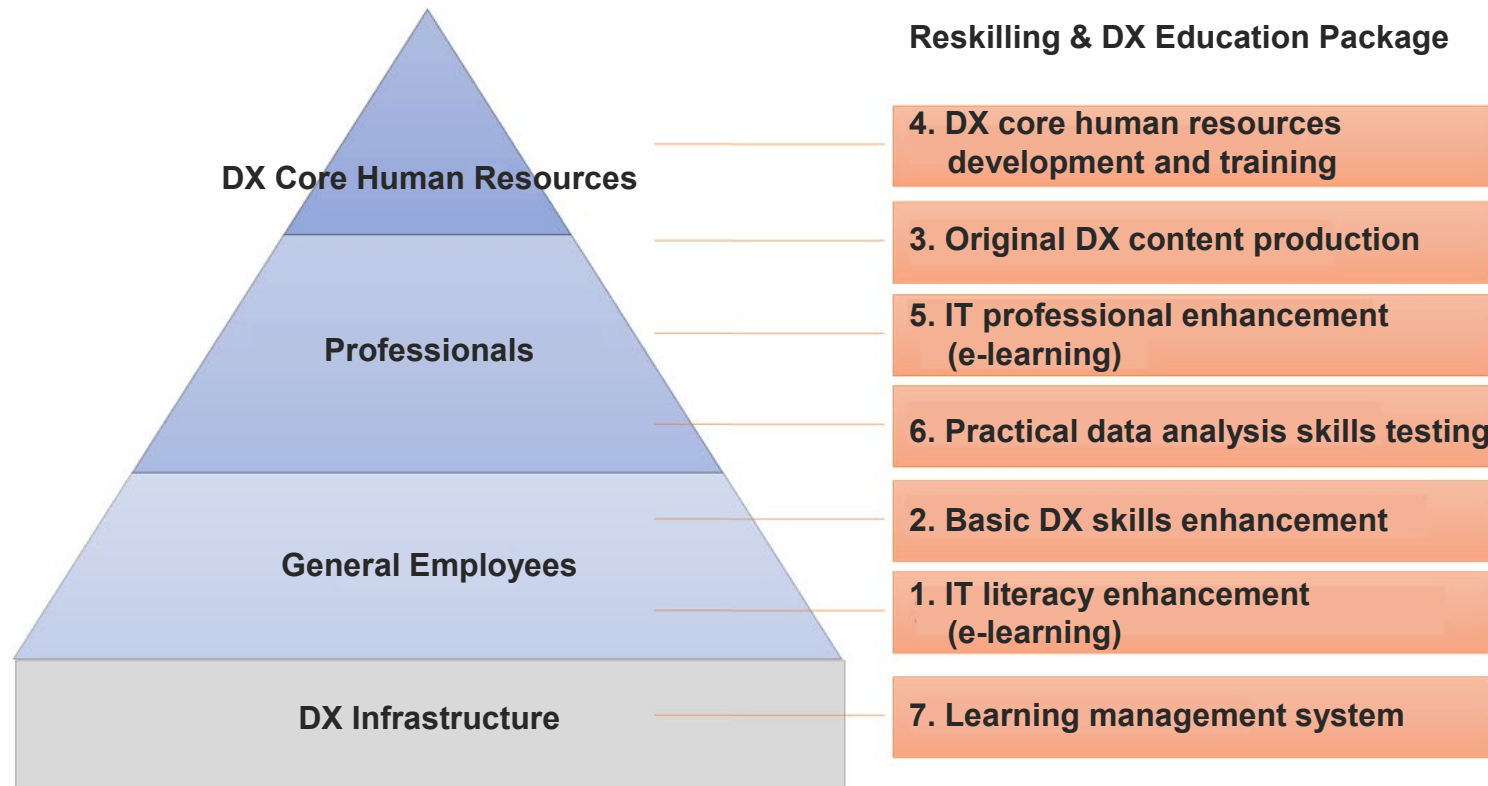 Reskilling & DX Education Package
DX Core Human Resources
Professionals
General Employees
DX Infrastructure
4. DX core human resources
development and training
3. Original DX content production
5. IT professional enhancement
(e-learning)
6. Practical data analysis skills testing
2. Basic DX skills enhancement
1. IT literacy enhancement
(e-learning)
7. Learning management system